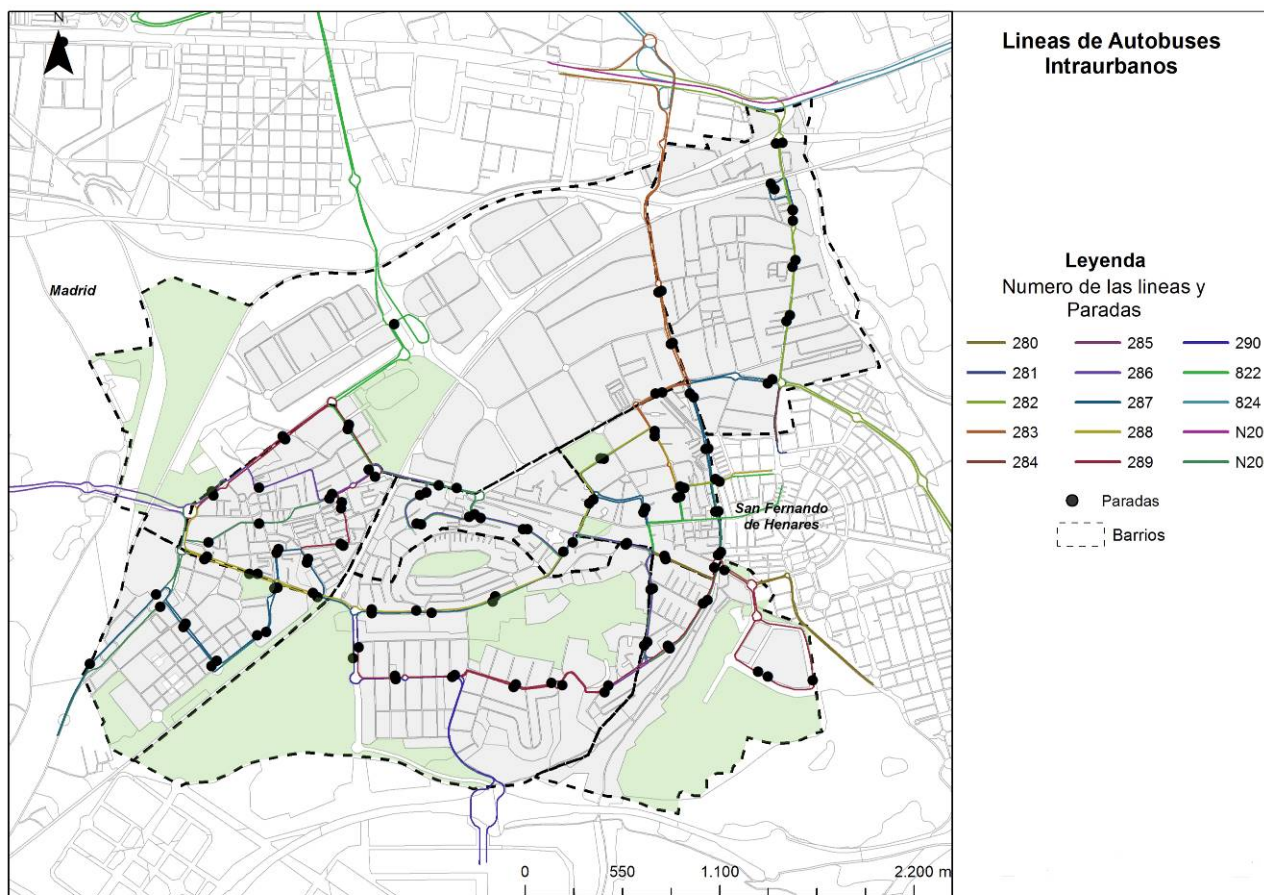 Lineas de Autobuses
Intraurbanos
N
Madrid
San Fernando
de Henares
Leyenda
Numero de las lineas y
Paradas
280
285
290
281
286
822
282
287
824
283
288
N20
284
289
N20
Paradas
Barrios
0
550
1.100
2.200 m